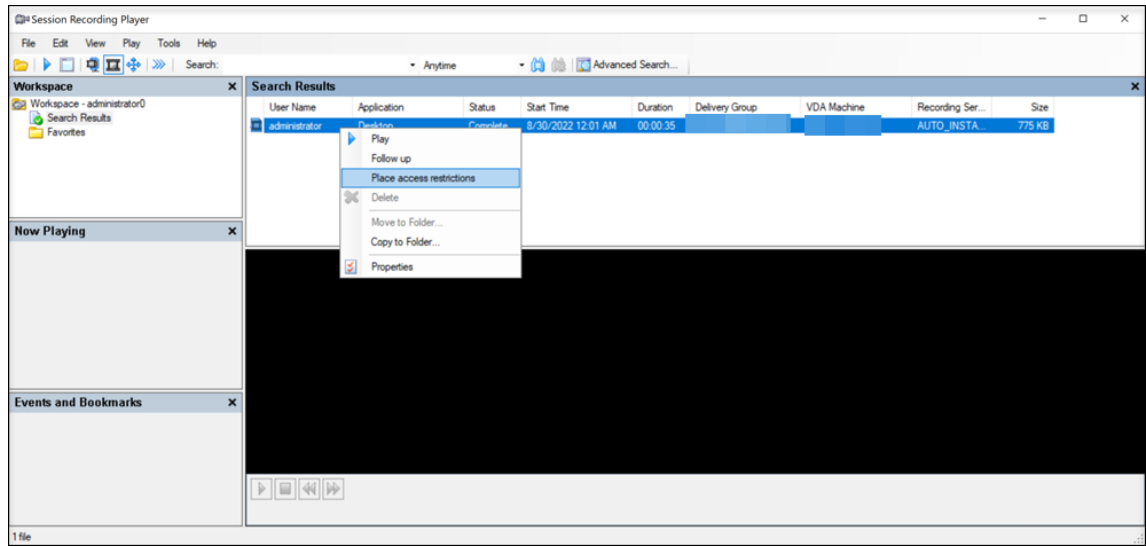 Session Recording Player
File Edit View Play Tools Help
Search: Anytime Advanced Search...
Workspace
Workspace - administrator0
Search Results
Favorites
Search Results
User Name Application Status Start Time Duration Delivery Group VDA Machine Recording Ser... Size
administrator Desktop Complete 8/30/2022 12:01 AM 00:00:35 AUTO_INSTA... 775 KB
Play
Follow up
Place access restrictions
Delete
Move to Folder...
Copy to Folder...
Properties
Now Playing
Events and Bookmarks
1 file